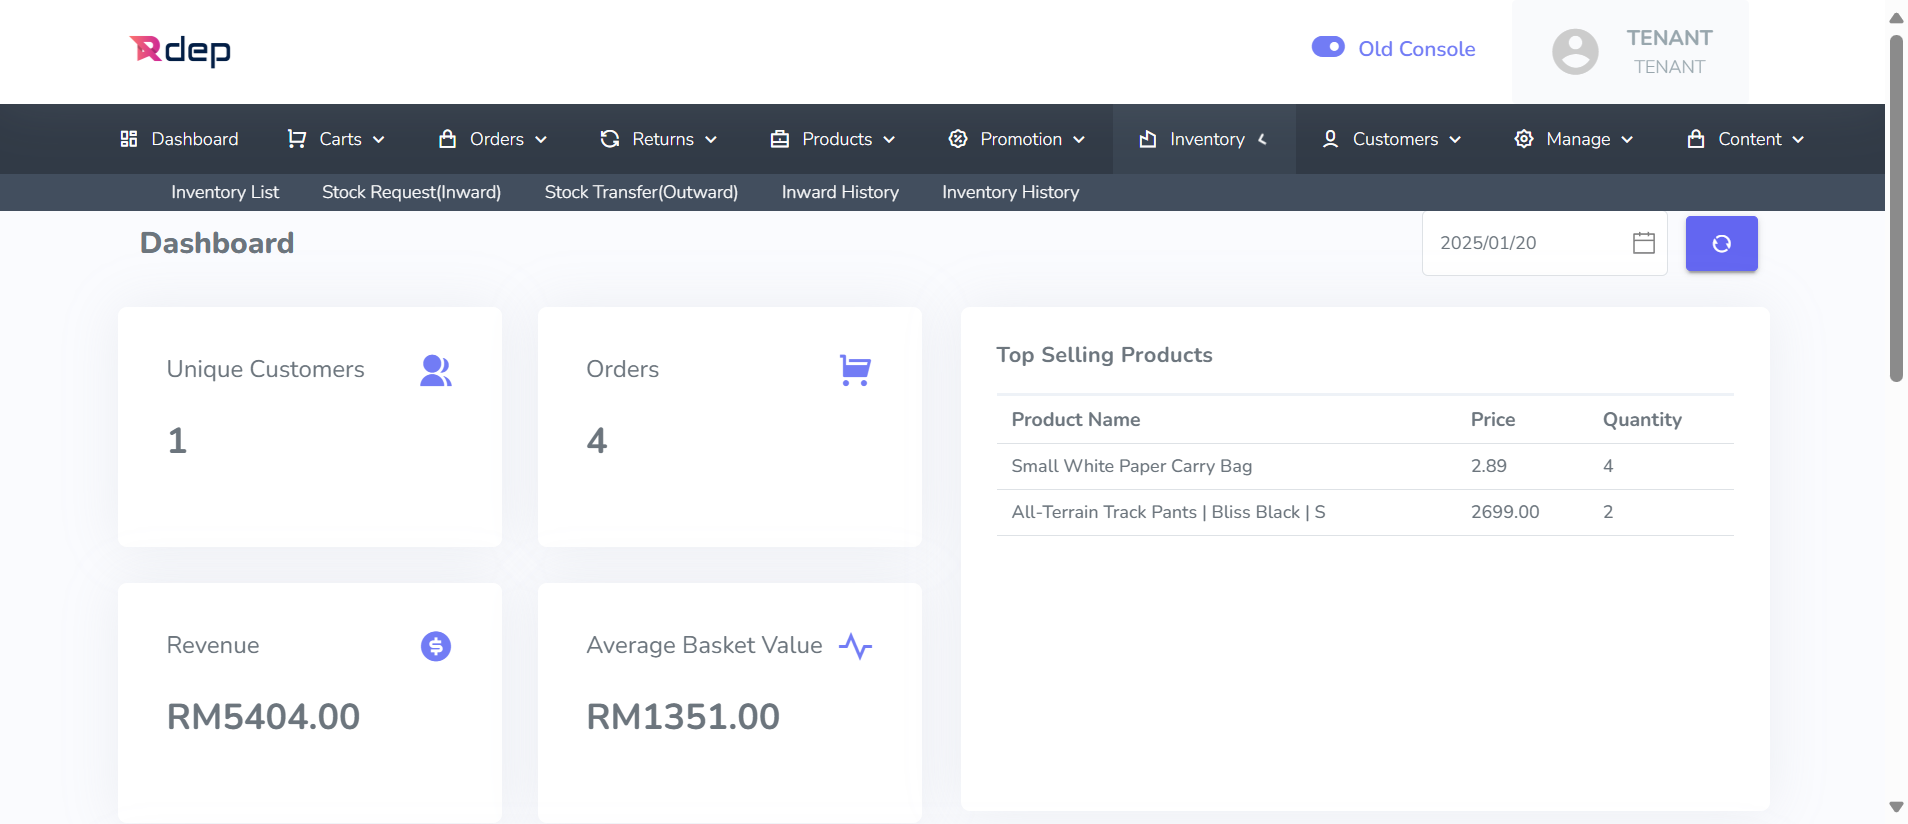 Rdep
Old Console
TENANT
TENANT
Dashboard Carts Orders Returns Products Promotion Inventory Customers Manage Content
Inventory List Stock Request(Inward) Stock Transfer(Outward) Inward History Inventory History
Dashboard
2025/01/20
Unique Customers
1
Orders
4
Revenue
RM5404.00
Average Basket Value
RM1351.00
Top Selling Products
Product Name Price Quantity
Small White Paper Carry Bag 2.89 4
All-Terrain Track Pants | Bliss Black | S 2699.00 2